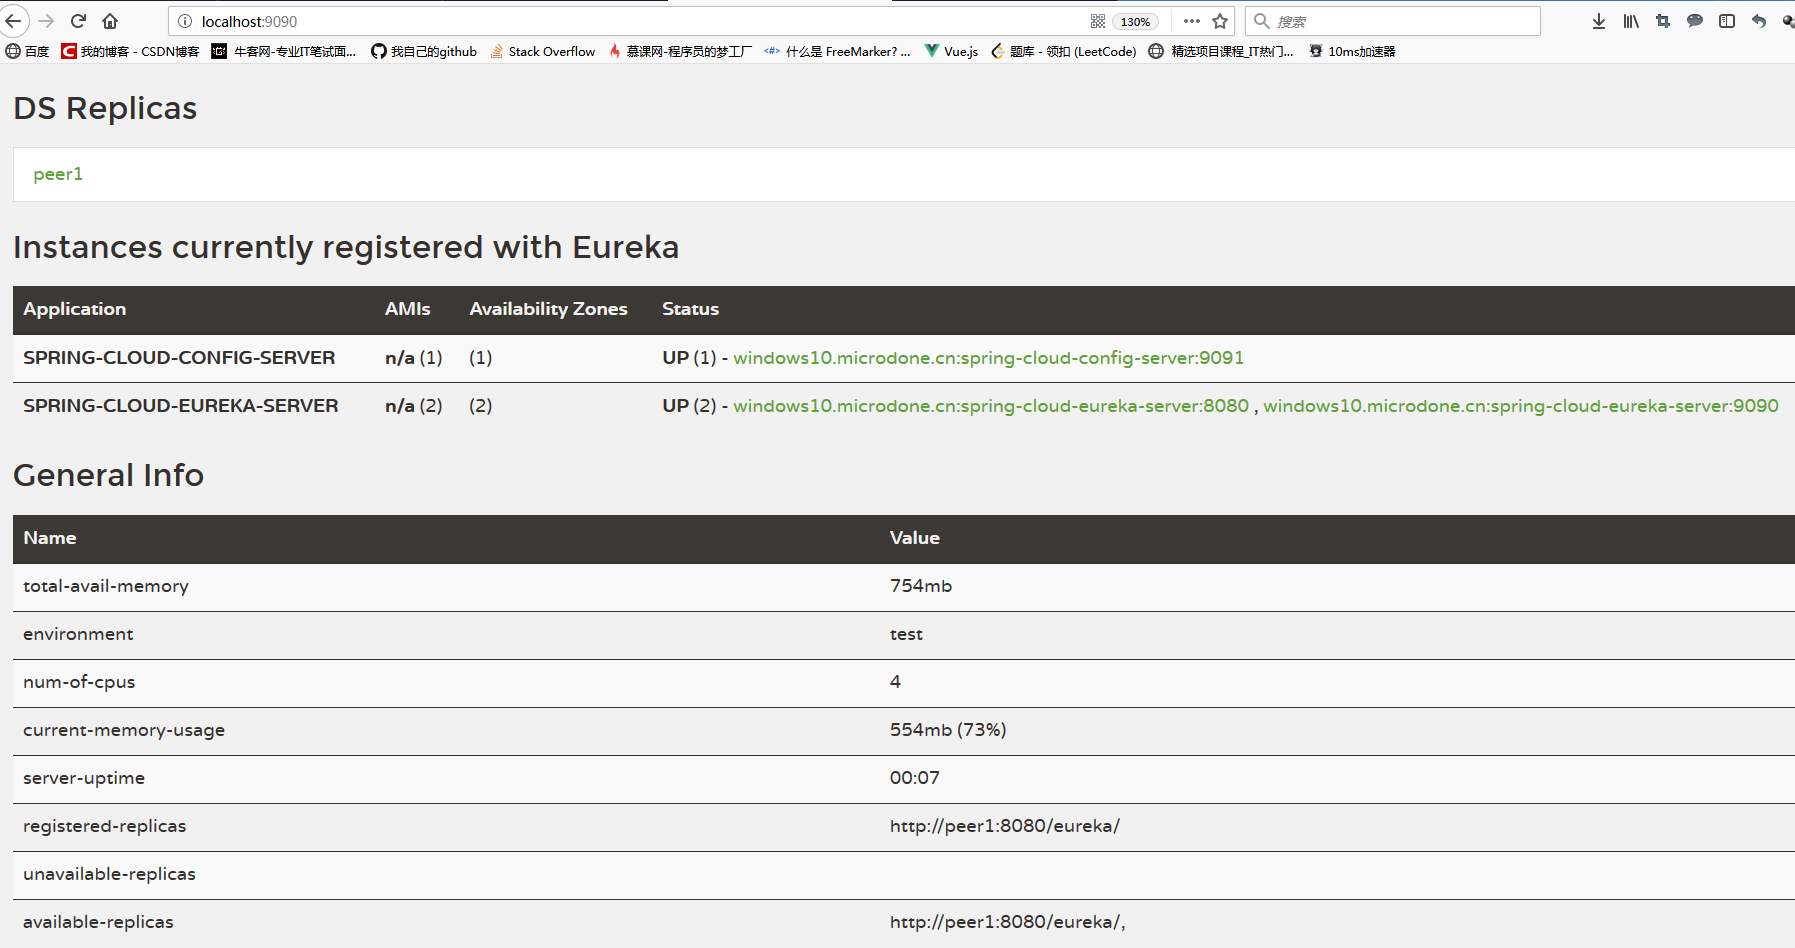 localhost:9090
130%
搜索
百度 我的博客 - CSDN博客 牛客网-专业IT笔试面... 我自己的github Stack Overflow 慕课网-程序员的梦工厂 <#> 什么是 FreeMarker? ... Vue.js 题库 - 领扣 (LeetCode) 精选项目课程_IT热门... 10ms加速器
DS Replicas
peer1
Instances currently registered with Eureka
Application AMIs Availability Zones Status
SPRING-CLOUD-CONFIG-SERVER n/a (1) (1) UP (1) - windows10.microdone.cn:spring-cloud-config-server:9091
SPRING-CLOUD-EUREKA-SERVER n/a (2) (2) UP (2) - windows10.microdone.cn:spring-cloud-eureka-server:8080 , windows10.microdone.cn:spring-cloud-eureka-server:9090
General Info
Name Value
total-avail-memory 754mb
environment test
num-of-cpus 4
current-memory-usage 554mb (73%)
server-uptime 00:07
registered-replicas http://peer1:8080/eureka/
unavailable-replicas
available-replicas http://peer1:8080/eureka/,